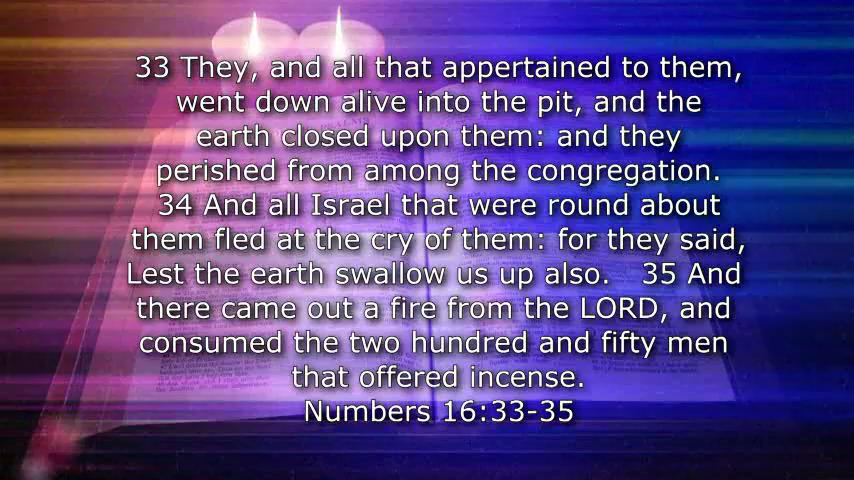 33 They, and all that appertained to them,
went down alive into the pit, and the
earth closed upon them: and they
perished from among the congregation.
34 And all Israel that were round about
them fled at the cry of them: for they said,
Lest the earth swallow us up also.   35 And
there came out a fire from the LORD, and
consumed the two hundred and fifty men
that offered incense.
Numbers 16:33-35